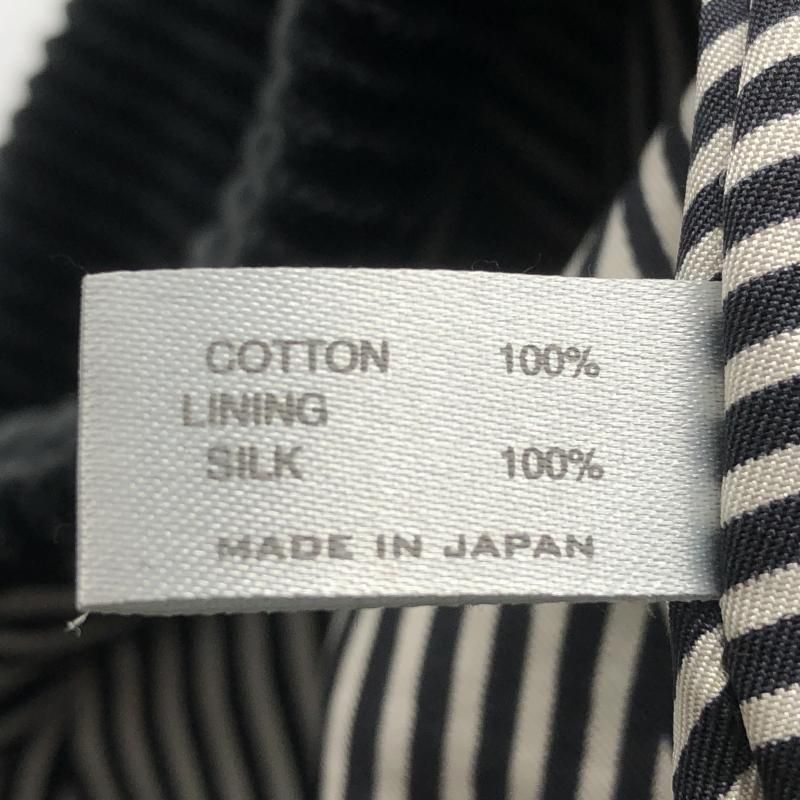 COTTON 100%
LINING
SILK 100%
MADE IN JAPAN